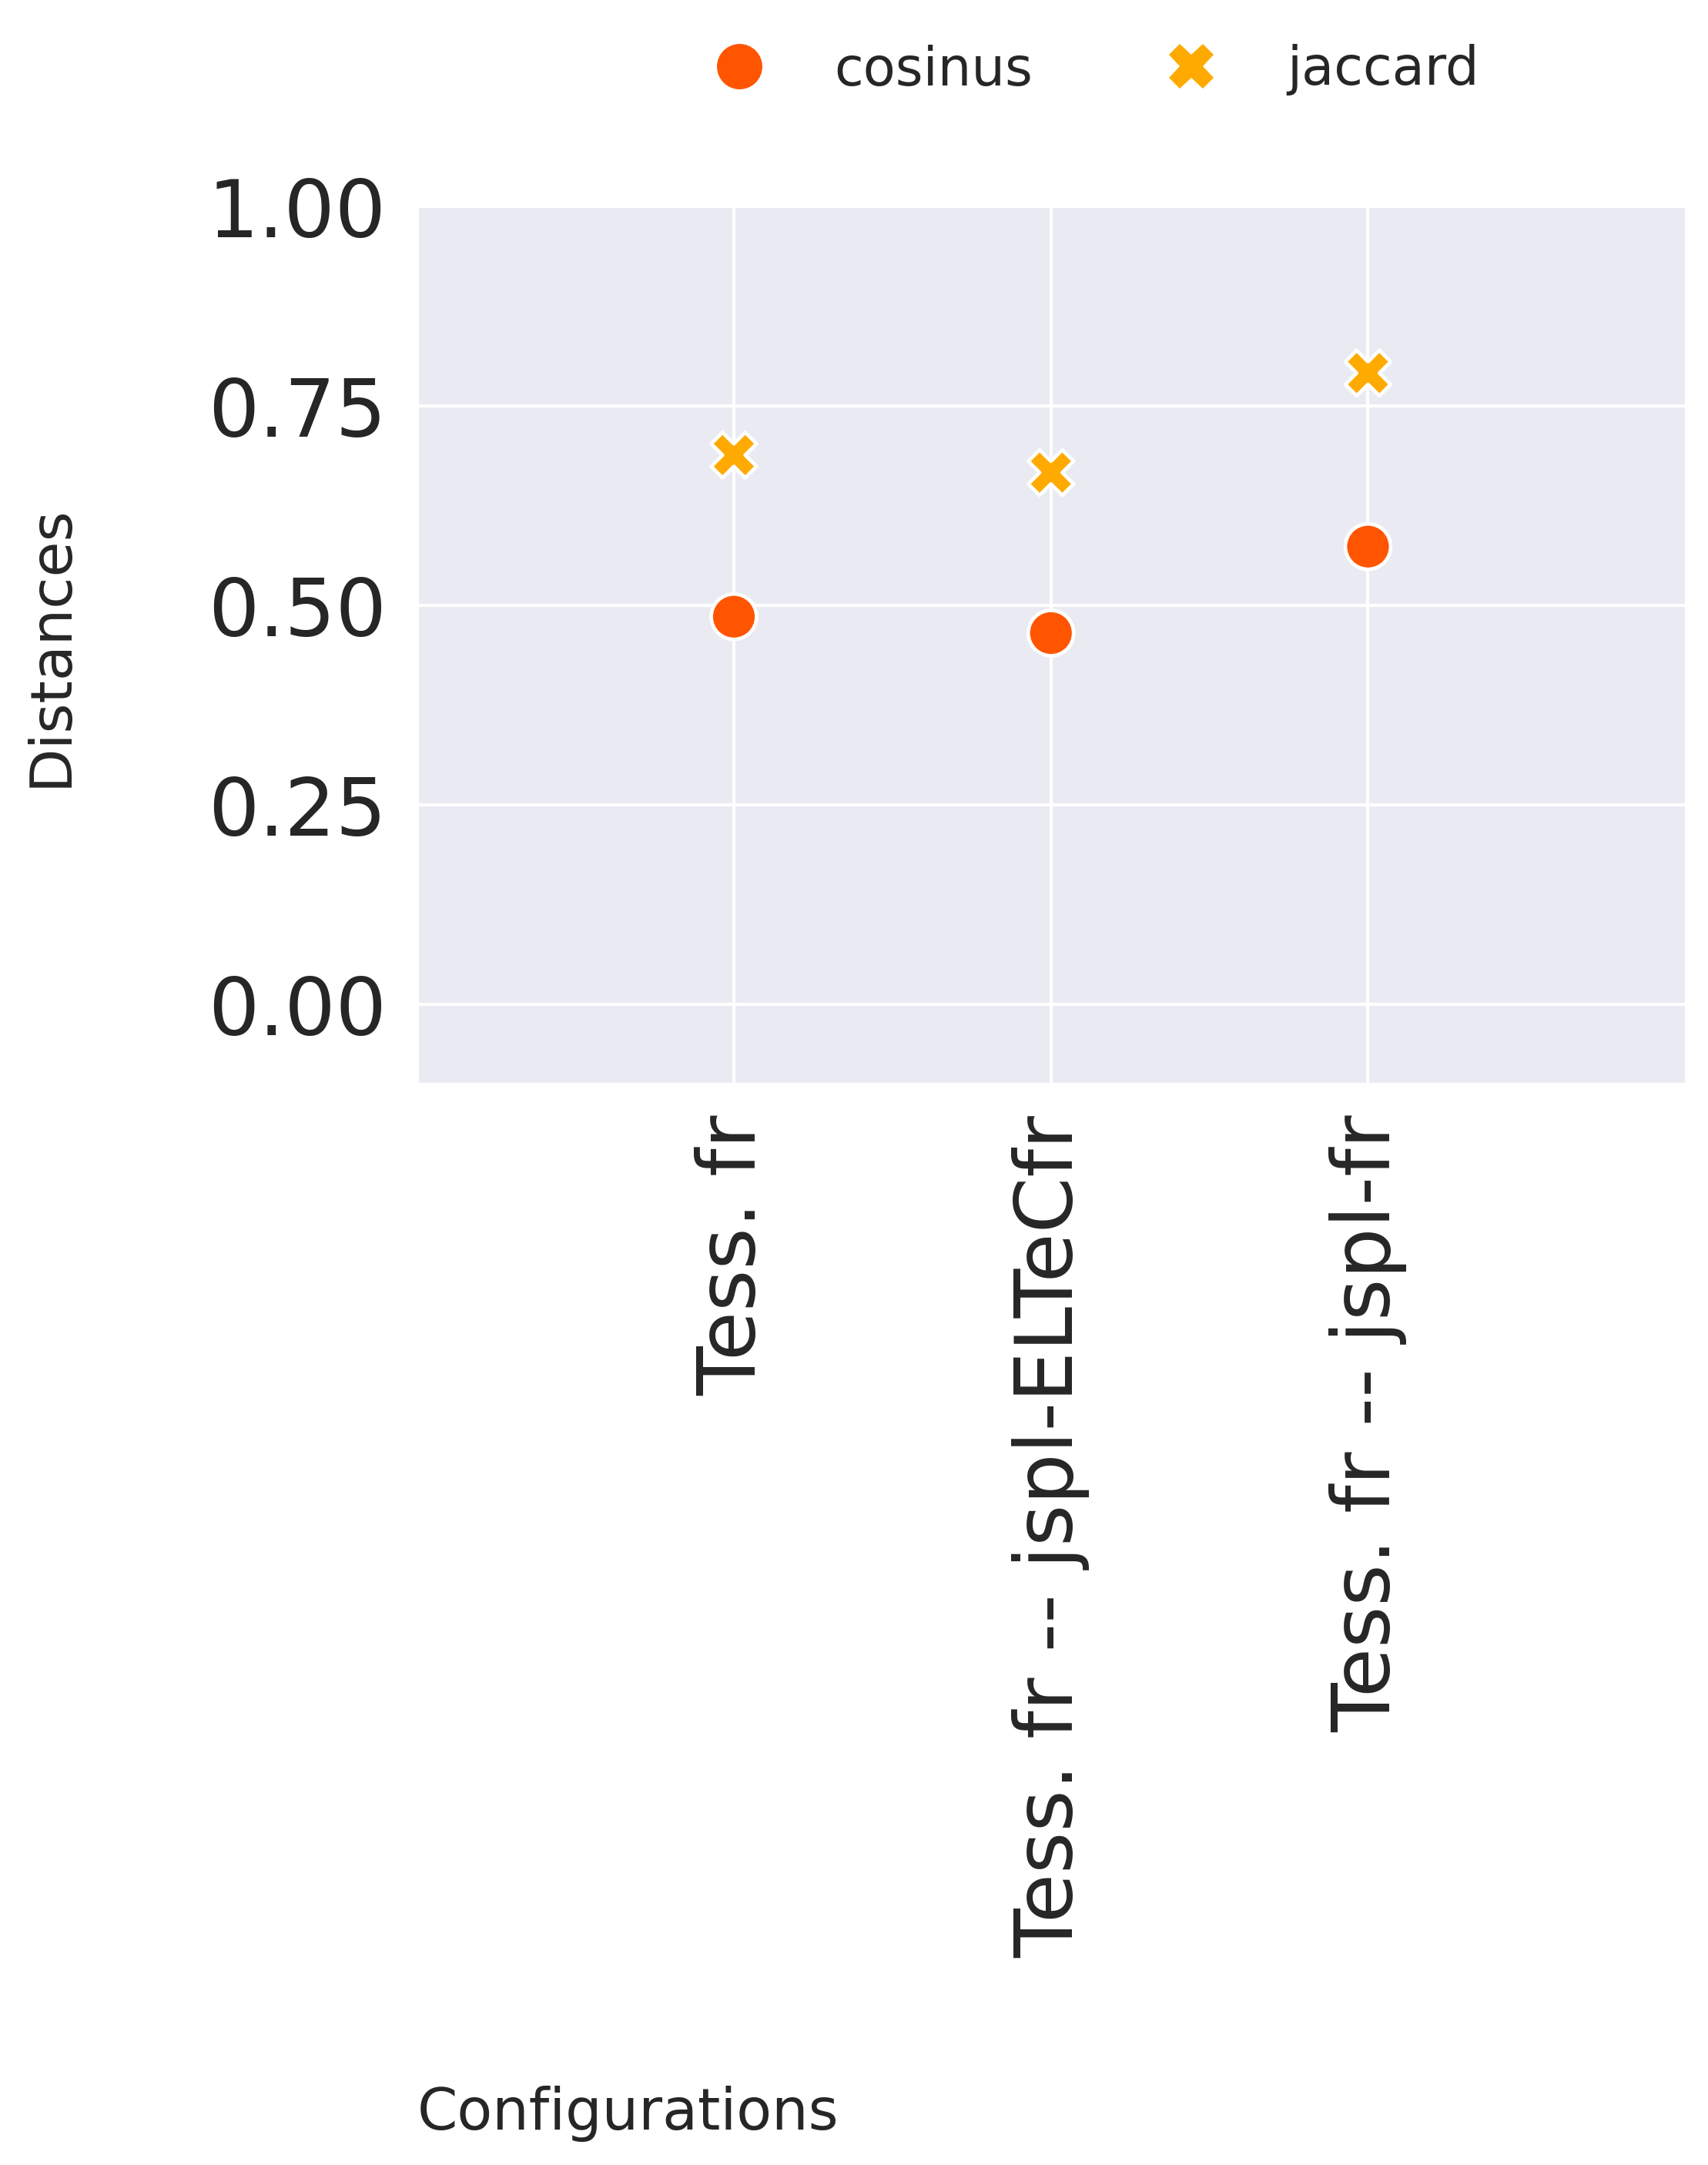 cosinus jaccard
1.00
0.75
0.50
0.25
0.00
Distances
Tess. fr
Tess. fr -- jspl-ELTeCfr
Tess. fr -- jspl-fr
Configurations